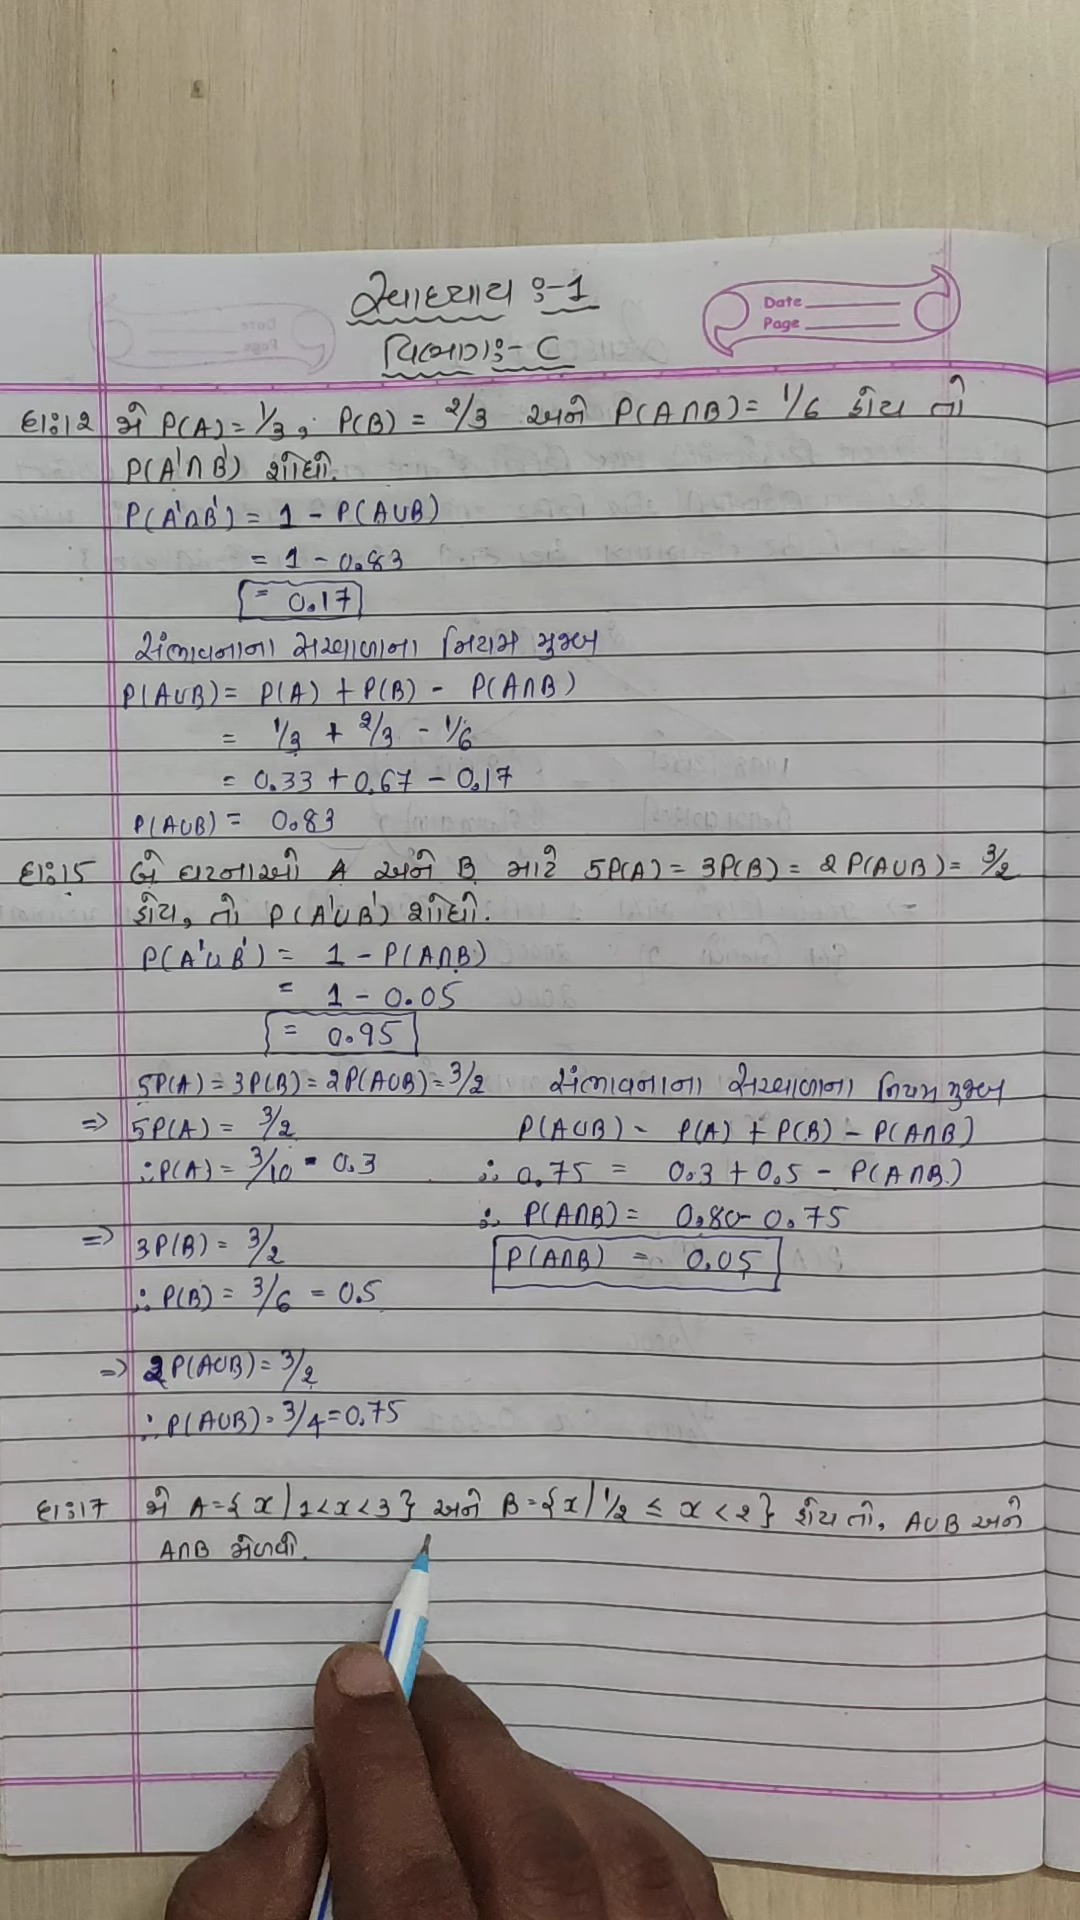 સ્વાધ્યાય :-1
વિભાગ:- C
Date
Page
દા:12 જો P(A) = 1/3, P(B) = 2/3 અને P(A∩B) = 1/6 હોય તો
P(A'∩B') શોધો.
P(A'∩B') = 1 - P(A∪B)
= 1 - 0.83
= 0.17
સંભાવનાના સરવાળાના નિયમ મુજબ
P(A∪B) = P(A) + P(B) - P(A∩B)
= 1/3 + 2/3 - 1/6
= 0.33 + 0.67 - 0.17
P(A∪B) = 0.83
દા:15 બે ઘટનાઓ A અને B માટે 5P(A) = 3P(B) = 2P(A∪B) = 3/2
હોય, તો P(A'∪B') શોધો.
P(A'∪B') = 1 - P(A∩B)
= 1 - 0.05
= 0.95
5P(A) = 3P(B) = 2P(A∪B) = 3/2
⇒ 5P(A) = 3/2
∴ P(A) = 3/10 = 0.3
⇒ 3P(B) = 3/2
∴ P(B) = 3/6 = 0.5
⇒ 2P(A∪B) = 3/2
∴ P(A∪B) = 3/4 = 0.75
સંભાવનાના સરવાળાના નિયમ મુજબ
P(A∪B) = P(A) + P(B) - P(A∩B)
∴ 0.75 = 0.3 + 0.5 - P(A∩B)
∴ P(A∩B) = 0.80 - 0.75
P(A∩B) = 0.05
દા:17 જો A={x|1<x<3} અને B={x|1/2 ≤ x < 2} હોય તો, A∪B અને
A∩B મેળવો.